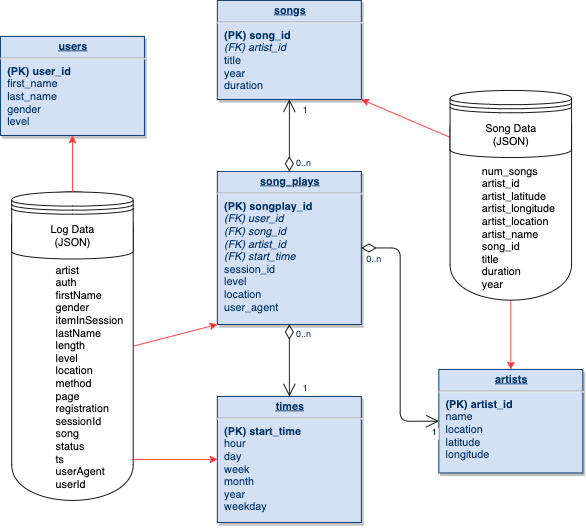 users
(PK) user_id
first_name
last_name
gender
level
songs
(PK) song_id
(FK) artist_id
title
year
duration
1
0..n
song_plays
(PK) songplay_id
(FK) user_id
(FK) song_id
(FK) artist_id
(FK) start_time
session_id
level
location
user_agent
0..n
0..n
1
1
Song Data
(JSON)
num_songs
artist_id
artist_latitude
artist_longitude
artist_location
artist_name
song_id
title
duration
year
Log Data
(JSON)
artist
auth
firstName
gender
itemInSession
lastName
length
level
location
method
page
registration
sessionId
song
status
ts
userAgent
userId
times
(PK) start_time
hour
day
week
month
year
weekday
artists
(PK) artist_id
name
location
latitude
longitude